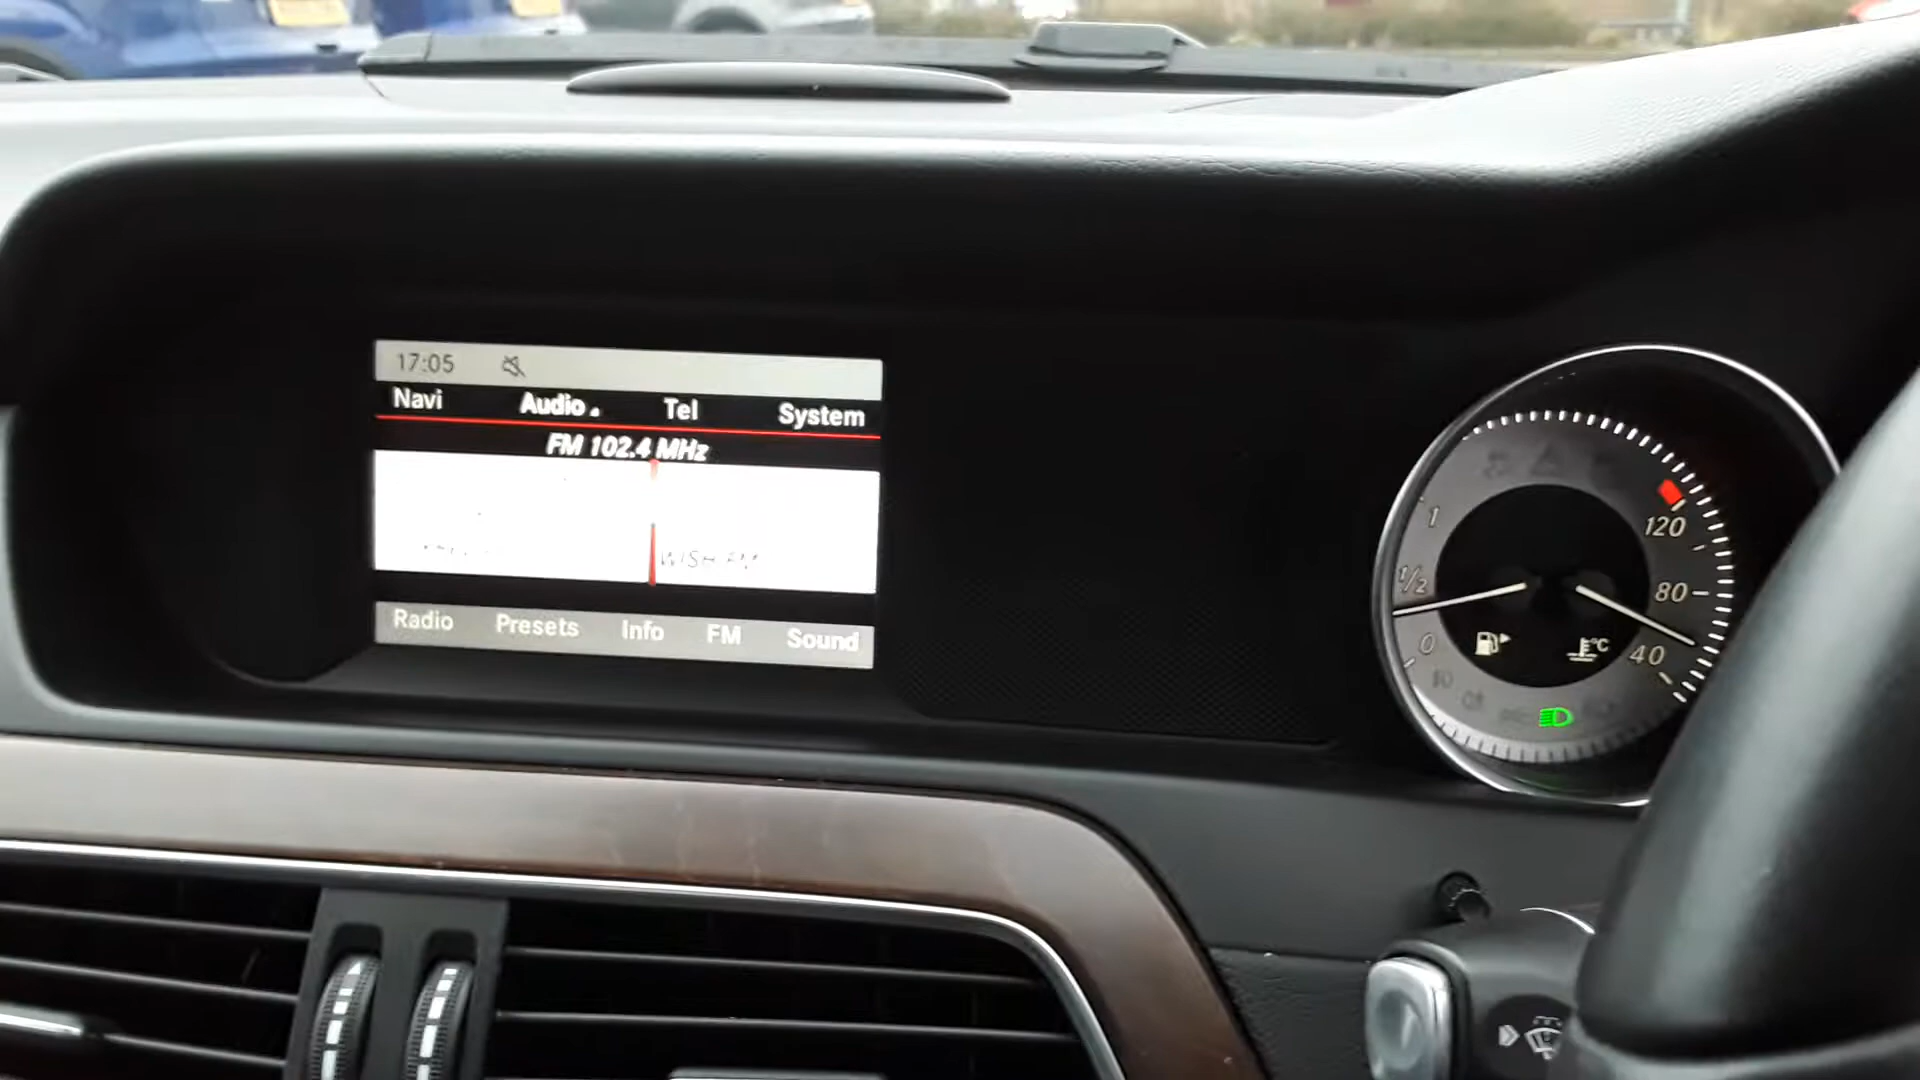 17:05
Navi Audio Tel System
FM 102.4 MHz
WISH FM
Radio Presets Info FM Sound
1
1/2
0
120
80
40
°C